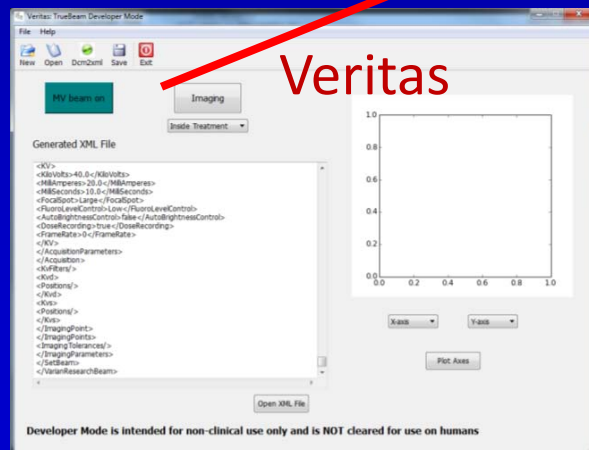 Veritas: TrueBeam Developer Mode
File Help
New Open Dcm2xml Save Exit
Veritas
MV beam on
Imaging
Inside Treatment
Generated XML File
<KV>
<KiloVolts>40.0</KiloVolts>
<MilliAmperes>20.0</MilliAmperes>
<MilliSeconds>10.0</MilliSeconds>
<FocalSpot>Large</FocalSpot>
<FluoroLevelControl>Low</FluoroLevelControl>
<AutoBrightnessControl>false</AutoBrightnessControl>
<DoseRecording>true</DoseRecording>
<FrameRate>0</FrameRate>
</KV>
</AcquisitionParameters>
</Acquisition>
<KvFilters/>
<Kvd>
<Positions/>
</Kvd>
<Kvs>
<Positions/>
</Kvs>
</ImagingPoint>
</ImagingPoints>
<ImagingTolerances/>
</ImagingParameters>
</SetBeam>
</VarianResearchBeam>
Open XML File
1.0
0.8
0.6
0.4
0.2
0.0
0.0 0.2 0.4 0.6 0.8 1.0
X-axis Y-axis
Plot Axes
Developer Mode is intended for non-clinical use only and is NOT cleared for use on humans